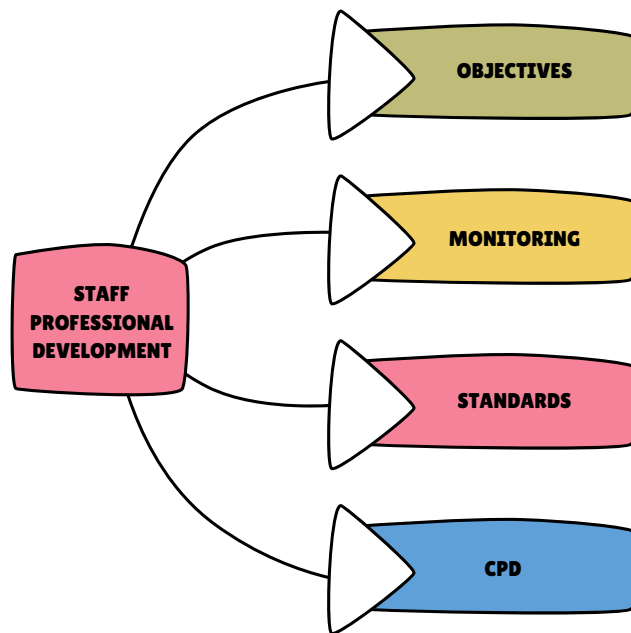 OBJECTIVES
MONITORING
STAFF
PROFESSIONAL
DEVELOPMENT
STANDARDS
CPD